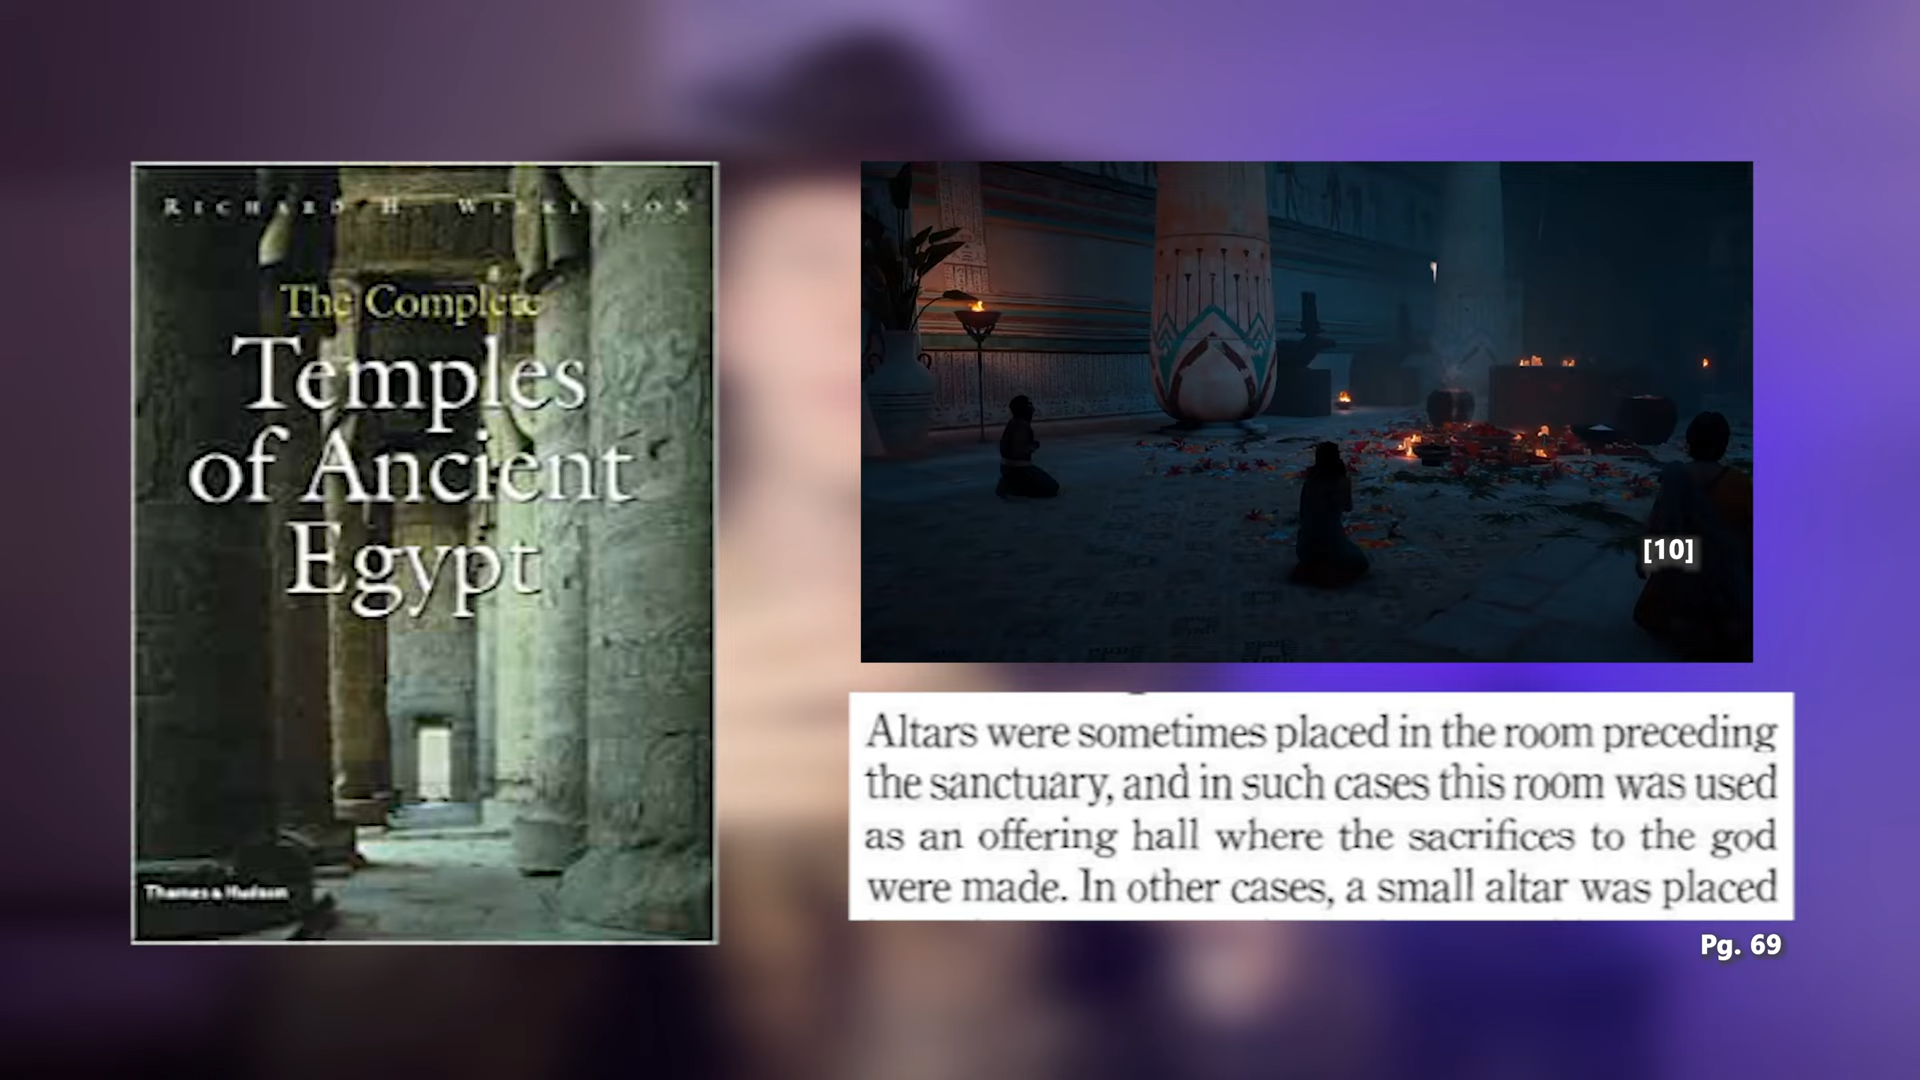 RICHARD H. WILKINSON
The Complete
Temples
of Ancient
Egypt
Thames & Hudson
[10]
Altars were sometimes placed in the room preceding
the sanctuary, and in such cases this room was used
as an offering hall where the sacrifices to the god
were made. In other cases, a small altar was placed
Pg. 69